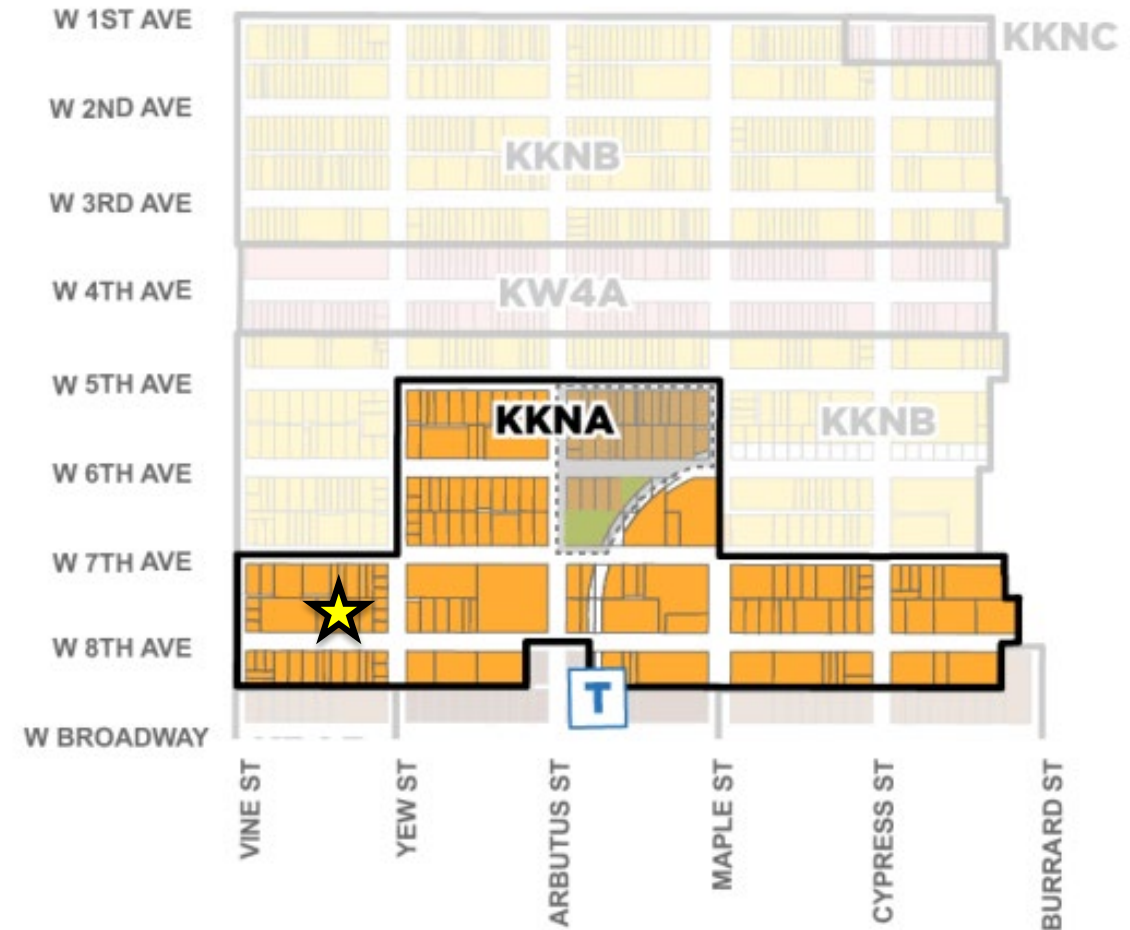 W 1ST AVE
KKNC
W 2ND AVE
KKNB
W 3RD AVE
W 4TH AVE
KW4A
W 5TH AVE
KKNA
KKNB
W 6TH AVE
W 7TH AVE
W 8TH AVE
T
W BROADWAY
VINE ST
YEW ST
ARBUTUS ST
MAPLE ST
CYPRESS ST
BURRARD ST